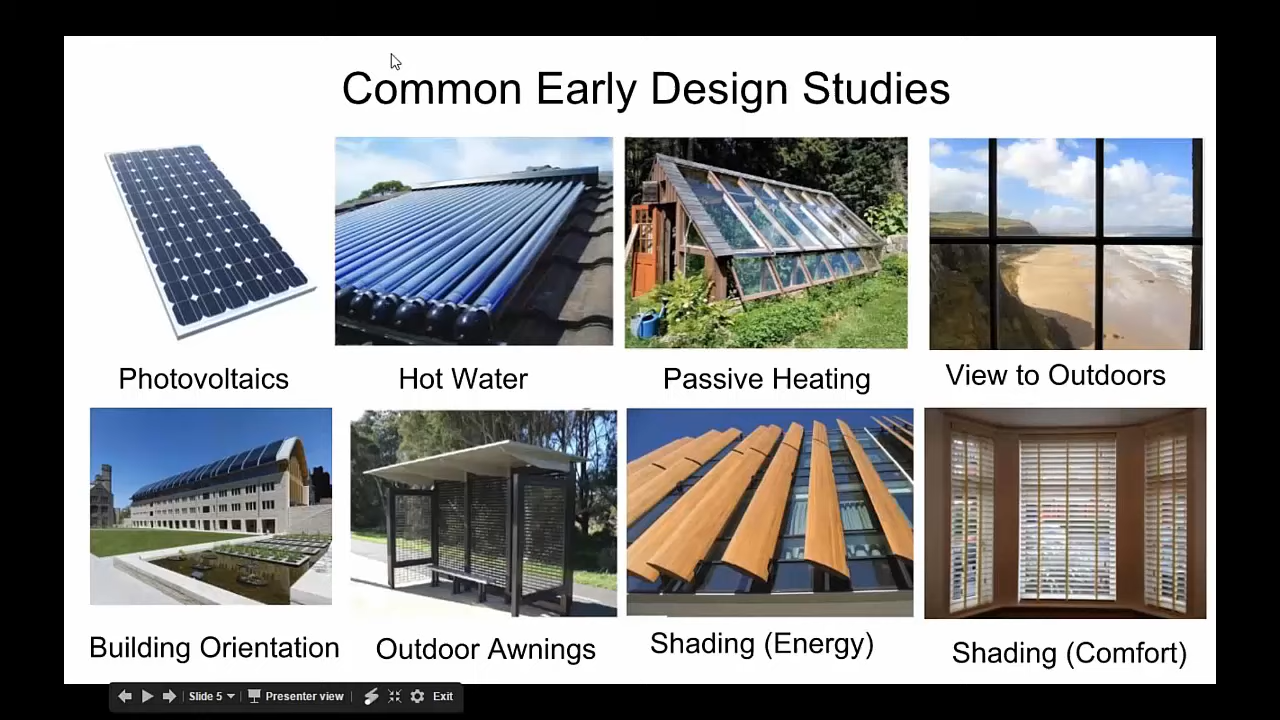 Common Early Design Studies
Photovoltaics
Hot Water
Passive Heating
View to Outdoors
Building Orientation
Outdoor Awnings
Shading (Energy)
Shading (Comfort)
Slide 5
Presenter view
Exit